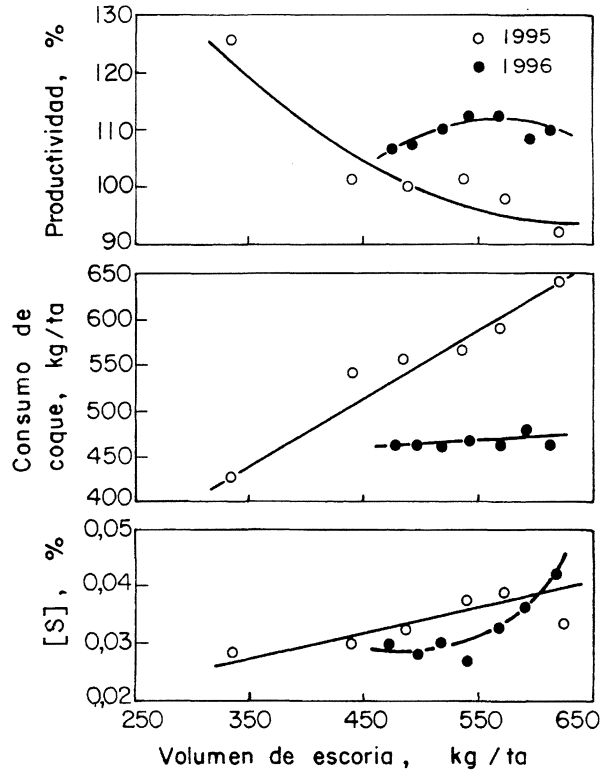 Productividad, %
130
120
110
100
90
○ 1995
● 1996
Consumo de
coque, kg/ta
650
600
550
500
450
400
[S], %
0,05
0,04
0,03
0,02
250 350 450 550 650
Volumen de escoria, kg/ta